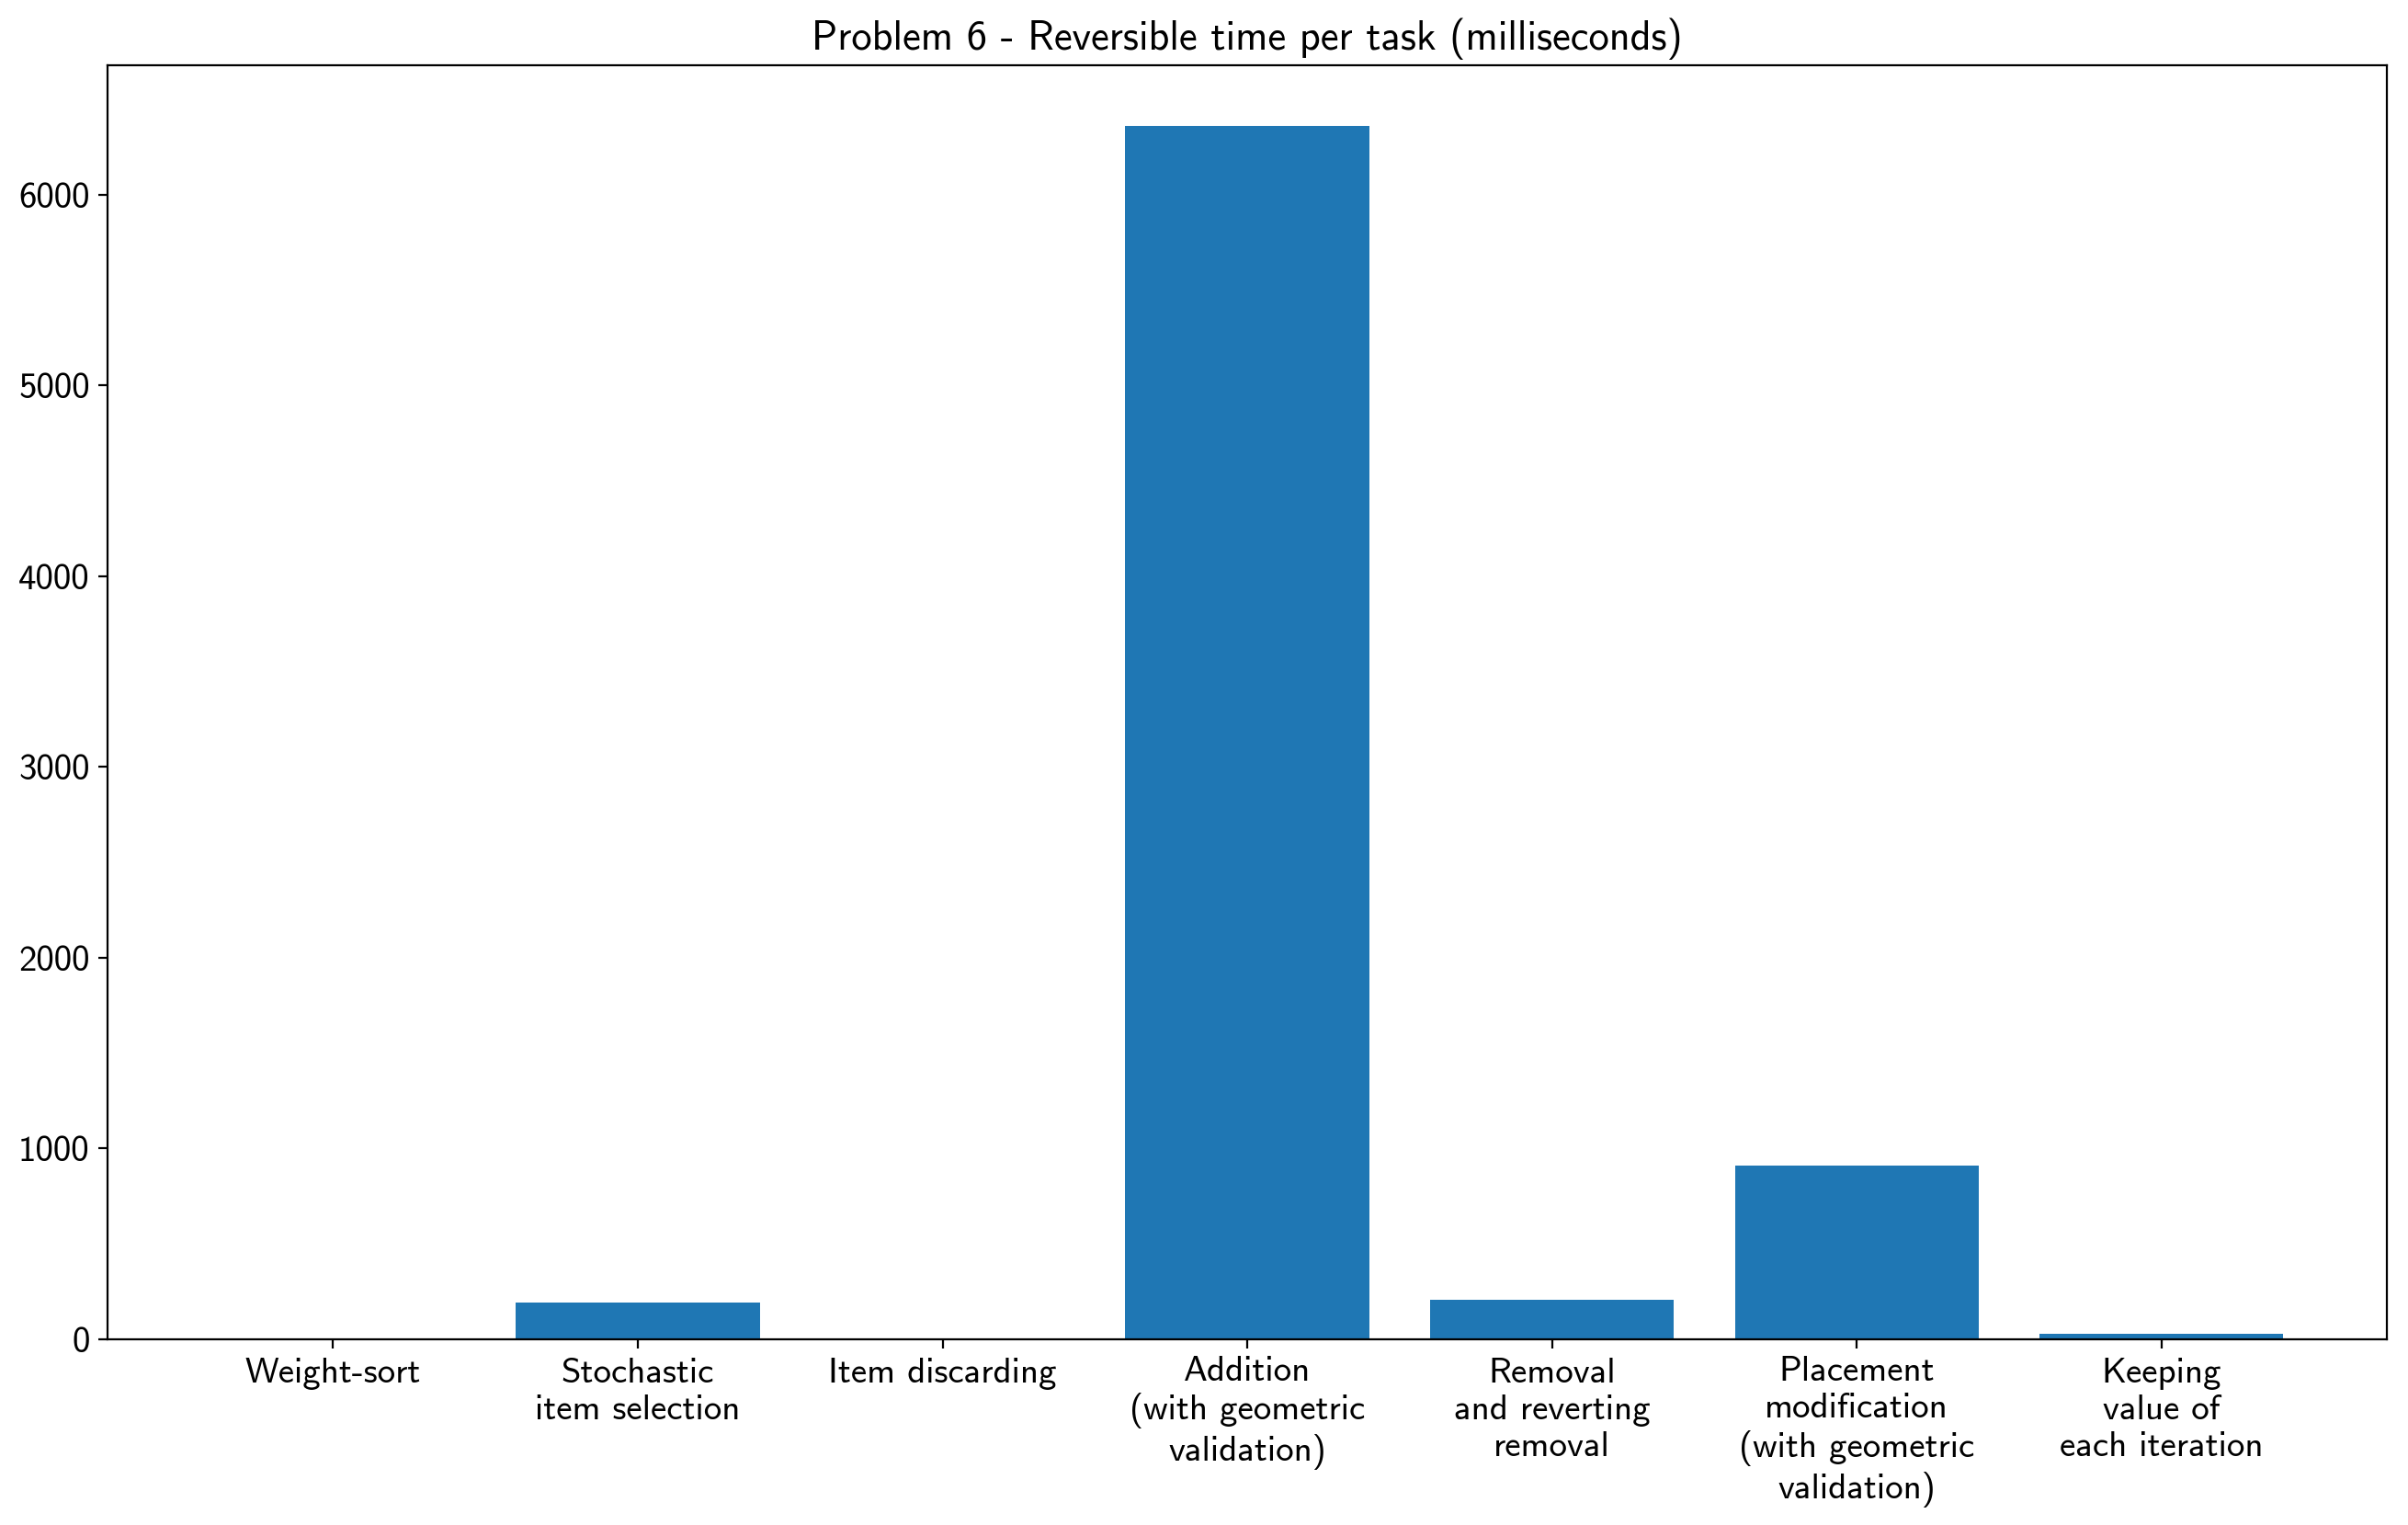 Problem 6 - Reversible time per task (milliseconds)
6000
5000
4000
3000
2000
1000
0
Weight-sort
Stochastic
item selection
Item discarding
Addition
(with geometric
validation)
Removal
and reverting
removal
Placement
modification
(with geometric
validation)
Keeping
value of
each iteration